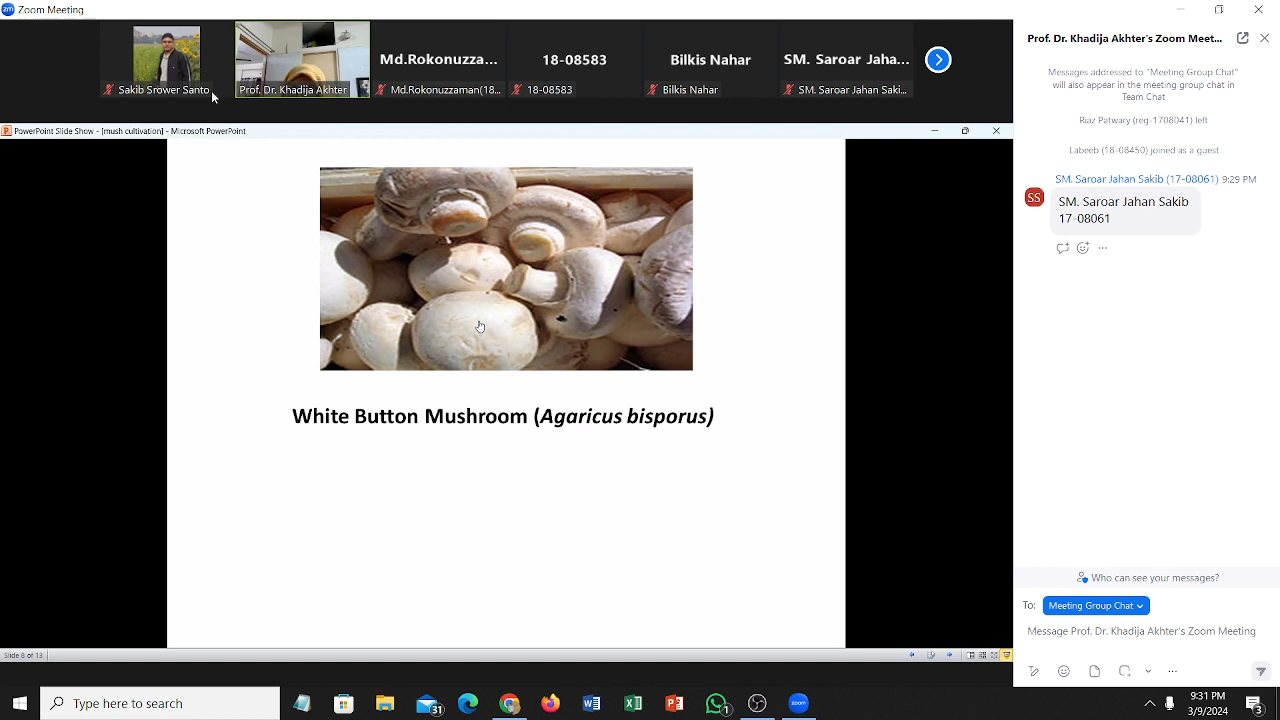 Zoom Meeting
Md.Rokonuzza...
18-08583
Bilkis Nahar
SM. Saroar Jaha...
Sakib Srower Santo
Prof. Dr. Khadija Akhter
Md.Rokonuzzaman(18...
18-08583
Bilkis Nahar
SM. Saroar Jahan Saki...
PowerPoint Slide Show - [mush cultivation] - Microsoft PowerPoint
White Button Mushroom (Agaricus bisporus)
Slide 8 of 13
Prof. Dr. Khadija Akhter's Zoom Meet...
Messages addressed to "Meeting Group Chat"
will also appear in the meeting group chat in
Team Chat
Riaz Patwary (reg-1708041) left
Labeeb (18-08450) joined as a guest
SM. Saroar Jahan Sakib (17-08061) 9:29 PM
SS
SM. Saroar Jahan Sakib
17-08061
Who can see your messages?
To: Meeting Group Chat
Message Prof. Dr. Khadija Akhter's Zoom Meeting
Type here to search
31
1
zoom
9:31 PM
3/9/2024
3